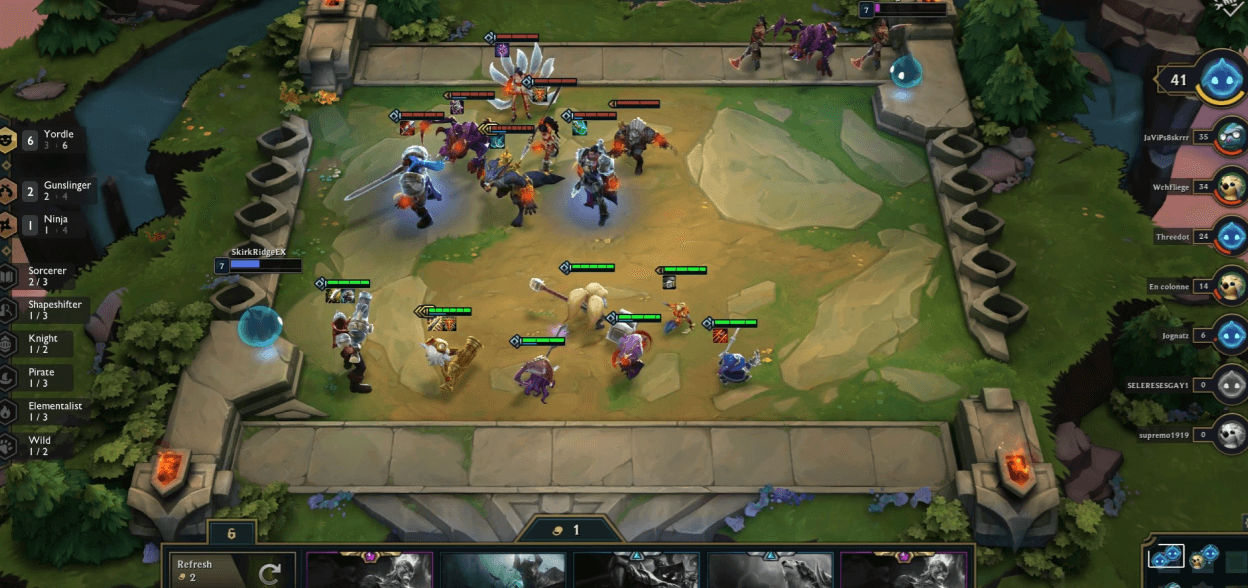 7
41
6
Yordle
3 › 6
JaViPs8skrrr 35
2
Gunslinger
2 › 4
Wehfliege 34
1
Ninja
1 › 4
Threedot 24
SkirkRidgeEX
7
Sorcerer
2 / 3
En colonne 14
Shapeshifter
1 / 3
Jognatz 6
Knight
1 / 2
Pirate
1 / 3
SELERESESGAY1 0
Elementalist
1 / 3
supremo1919 0
Wild
1 / 2
6
1
Refresh
2